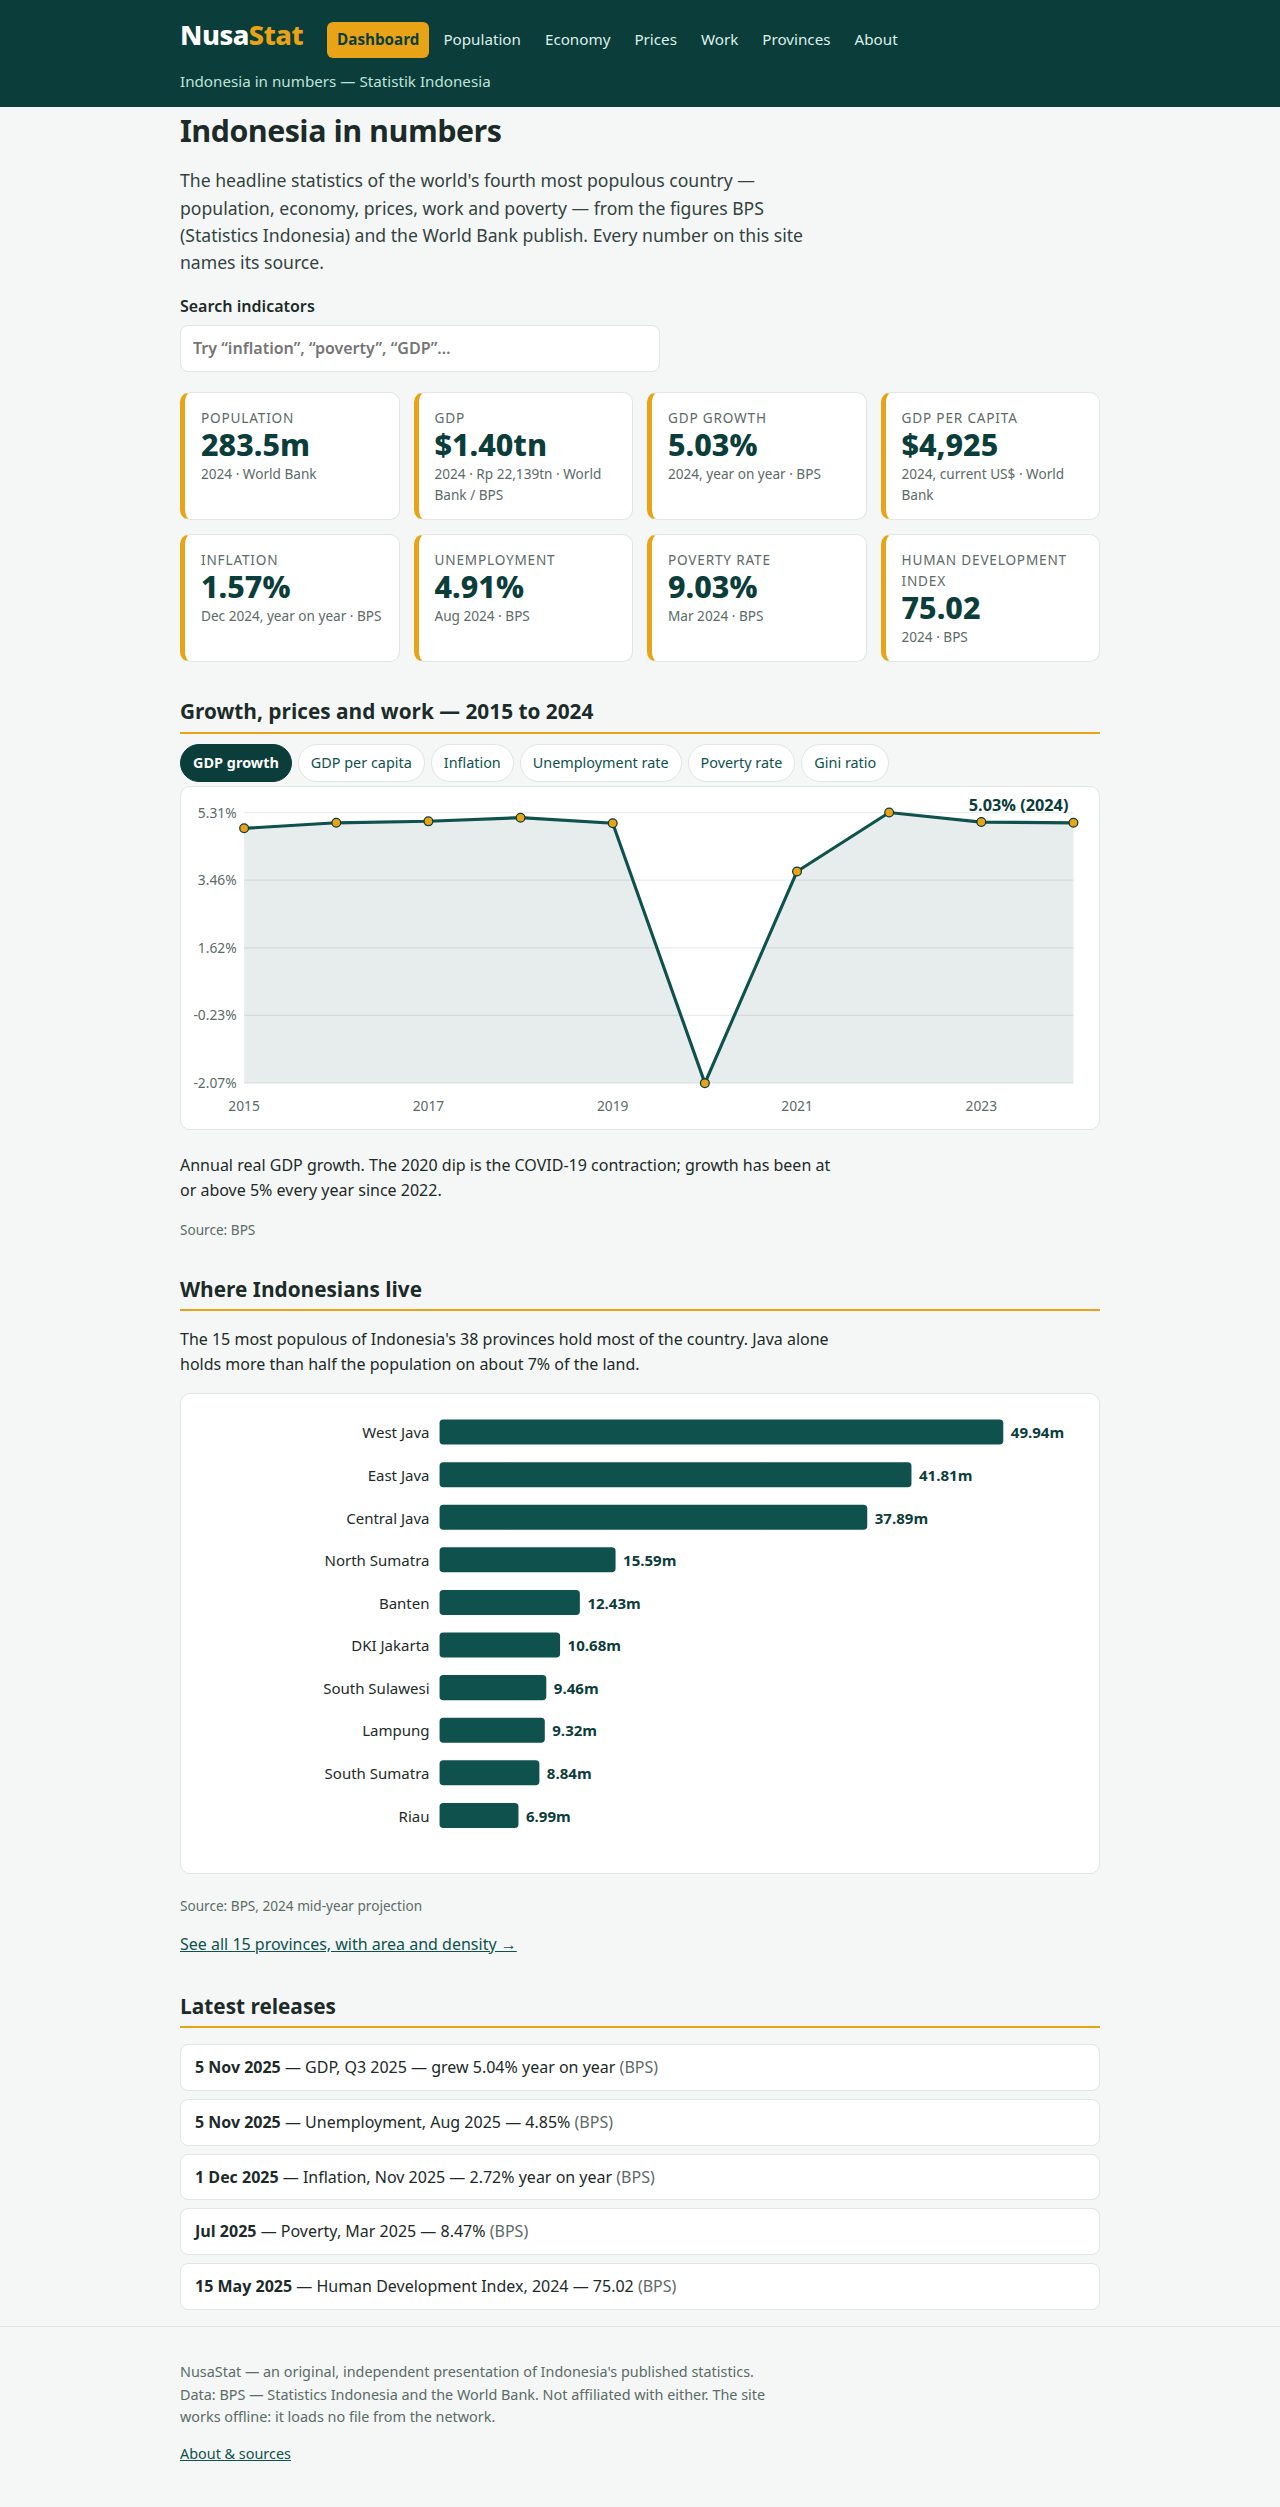 NusaStat
Dashboard Population Economy Prices Work Provinces About
Indonesia in numbers — Statistik Indonesia
Indonesia in numbers
The headline statistics of the world's fourth most populous country —
population, economy, prices, work and poverty — from the figures BPS
(Statistics Indonesia) and the World Bank publish. Every number on this site
names its source.
Search indicators
Try “inflation”, “poverty”, “GDP”…
POPULATION
283.5m
2024 · World Bank
GDP
$1.40tn
2024 · Rp 22,139tn · World
Bank / BPS
GDP GROWTH
5.03%
2024, year on year · BPS
GDP PER CAPITA
$4,925
2024, current US$ · World
Bank
INFLATION
1.57%
Dec 2024, year on year · BPS
UNEMPLOYMENT
4.91%
Aug 2024 · BPS
POVERTY RATE
9.03%
Mar 2024 · BPS
HUMAN DEVELOPMENT
INDEX
75.02
2024 · BPS
Growth, prices and work — 2015 to 2024
GDP growth GDP per capita Inflation Unemployment rate Poverty rate Gini ratio
5.03% (2024)
5.31%
3.46%
1.62%
-0.23%
-2.07%
2015 2017 2019 2021 2023
Annual real GDP growth. The 2020 dip is the COVID-19 contraction; growth has been at
or above 5% every year since 2022.
Source: BPS
Where Indonesians live
The 15 most populous of Indonesia's 38 provinces hold most of the country. Java alone
holds more than half the population on about 7% of the land.
West Java 49.94m
East Java 41.81m
Central Java 37.89m
North Sumatra 15.59m
Banten 12.43m
DKI Jakarta 10.68m
South Sulawesi 9.46m
Lampung 9.32m
South Sumatra 8.84m
Riau 6.99m
Source: BPS, 2024 mid-year projection
See all 15 provinces, with area and density →
Latest releases
5 Nov 2025 — GDP, Q3 2025 — grew 5.04% year on year (BPS)
5 Nov 2025 — Unemployment, Aug 2025 — 4.85% (BPS)
1 Dec 2025 — Inflation, Nov 2025 — 2.72% year on year (BPS)
Jul 2025 — Poverty, Mar 2025 — 8.47% (BPS)
15 May 2025 — Human Development Index, 2024 — 75.02 (BPS)
NusaStat — an original, independent presentation of Indonesia's published statistics.
Data: BPS — Statistics Indonesia and the World Bank. Not affiliated with either. The site
works offline: it loads no file from the network.
About & sources